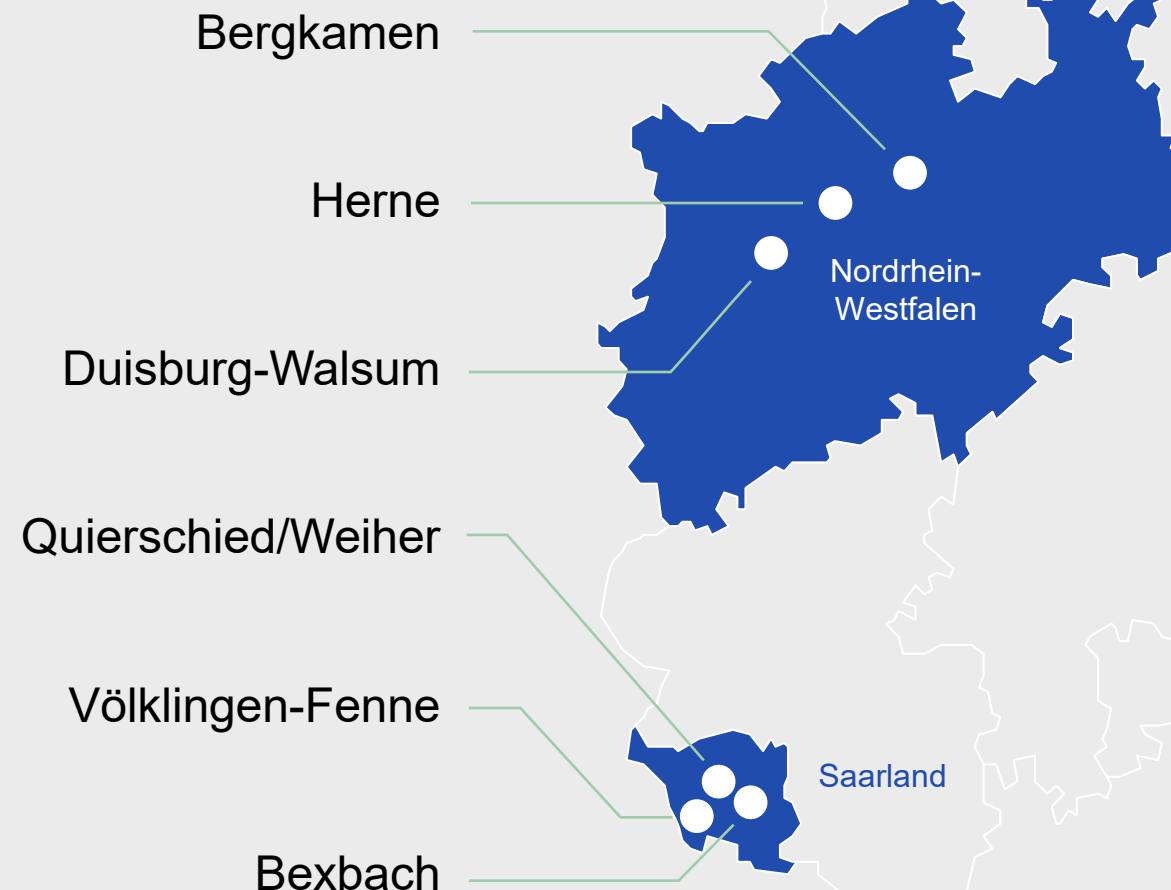 Bergkamen
Herne
Nordrhein-
Westfalen
Duisburg-Walsum
Quierschied/Weiher
Völklingen-Fenne
Saarland
Bexbach